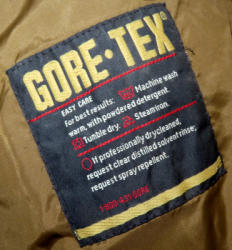 GORE·TEX®
EASY CARE
For best results: Machine wash
warm, with powdered detergent.
Tumble dry: Steam iron.
If professionally drycleaned,
request clear distilled solvent rinse;
request spray repellent.
1-800-431-GORE